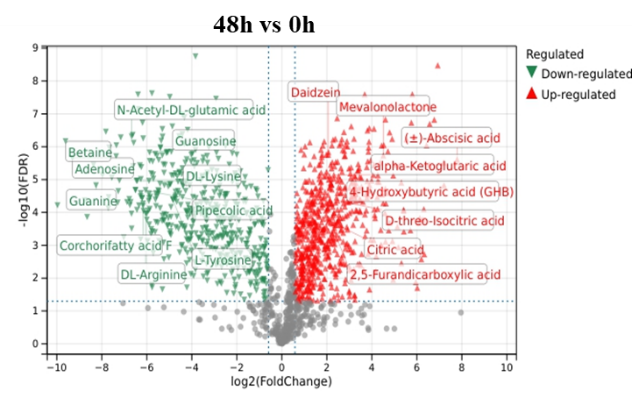 48h vs 0h
Regulated
Down-regulated
Up-regulated
-log10(FDR)
9
8
7
6
5
4
3
2
1
0
Daidzein
Mevalonolactone
N-Acetyl-DL-glutamic acid
(±)-Abscisic acid
Guanosine
Betaine
alpha-Ketoglutaric acid
Adenosine
DL-Lysine
4-Hydroxybutyric acid (GHB)
Guanine
Pipecolic acid
D-threo-Isocitric acid
Corchorifatty acid F
Citric acid
L-Tyrosine
DL-Arginine
2,5-Furandicarboxylic acid
−10 −8 −6 −4 −2 0 2 4 6 8 10
log2(FoldChange)